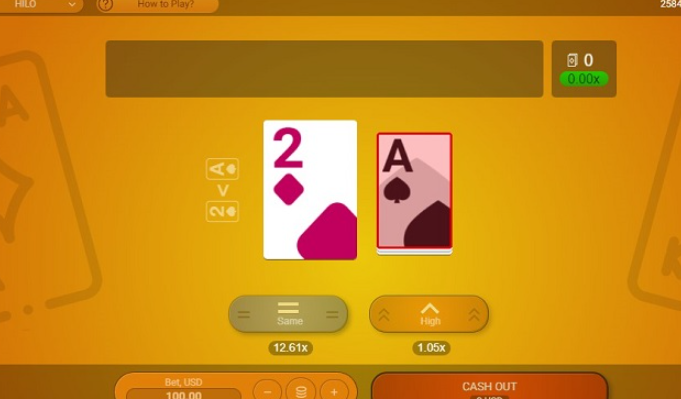 HILO
? How to Play?
2584
0
0.00x
2
A
A
V
2
Same
High
12.61x
1.05x
Bet, USD
100.00
−
+
CASH OUT
A
K